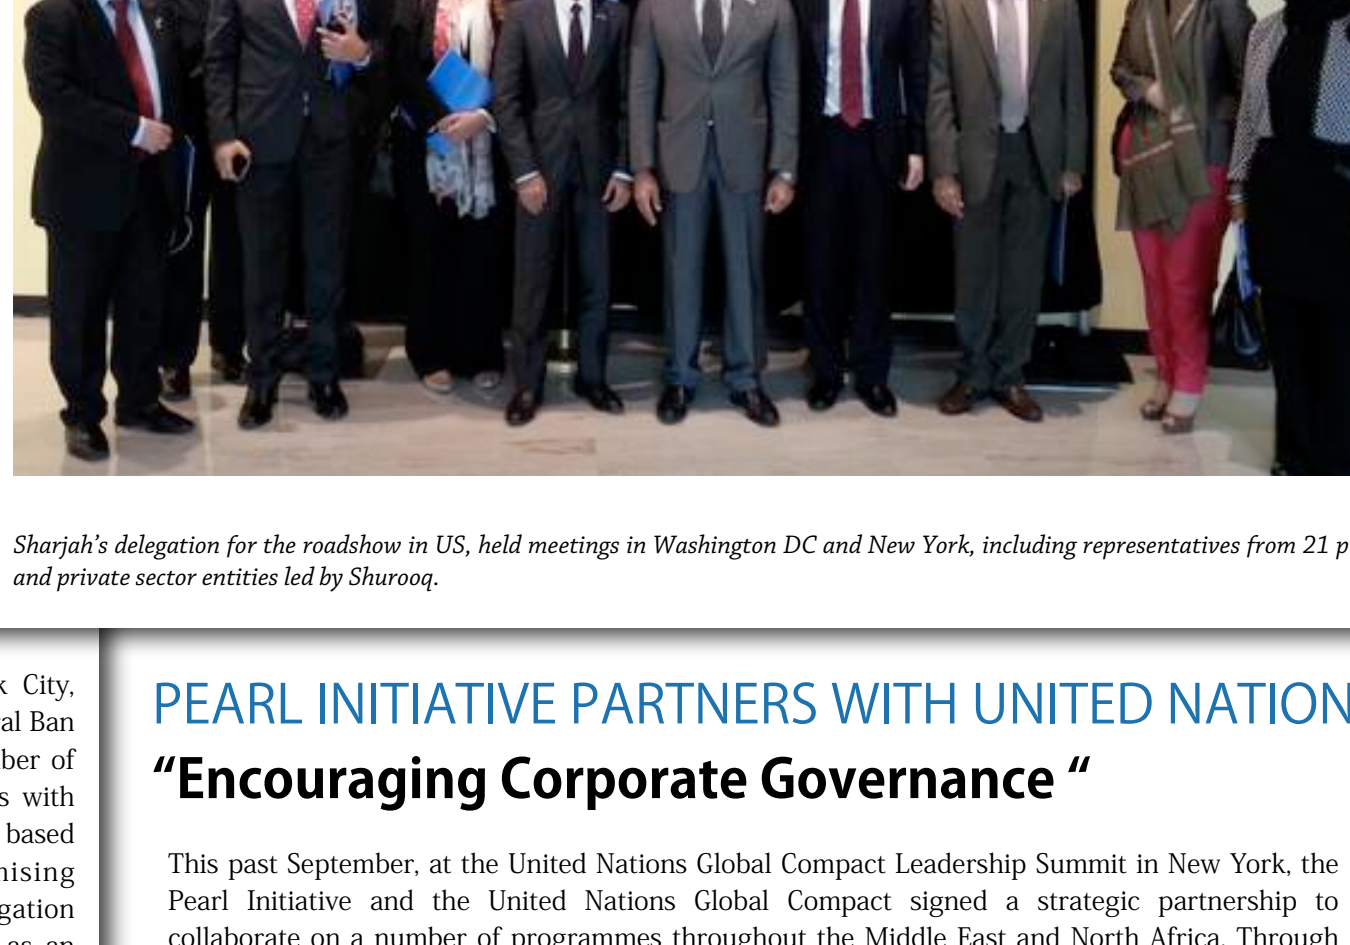 Sharjah's delegation for the roadshow in US, held meetings in Washington DC and New York, including representatives from 21 p
and private sector entities led by Shurooq.
City,
al Ban
of
with
based
as an
PEARL INITIATIVE PARTNERS WITH UNITED NATION
“Encouraging Corporate Governance “
This past September, at the United Nations Global Compact Leadership Summit in New York, the
Pearl Initiative and the United Nations Global Compact signed a strategic partnership to
collaborate on a number of programmes throughout the Middle East and North Africa. Through